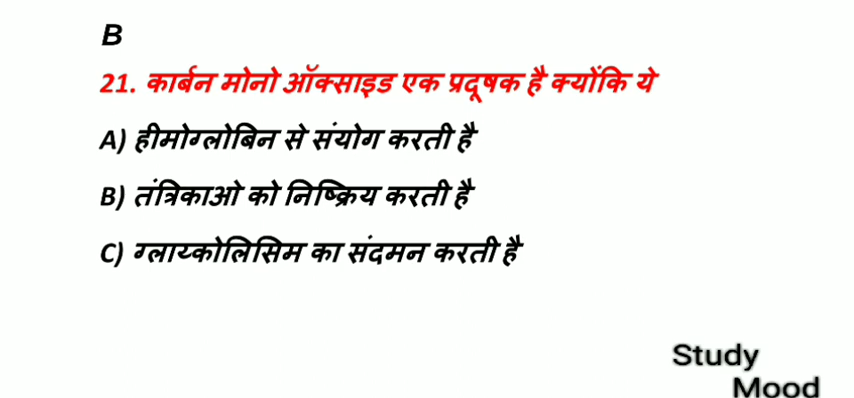 B
21. कार्बन मोनो ऑक्साइड एक प्रदूषक है क्योंकि ये
A) हीमोग्लोबिन से संयोग करती है
B) तंत्रिकाओ को निष्क्रिय करती है
C) ग्लाय्कोलिसिम का संदमन करती है
Study
Mood